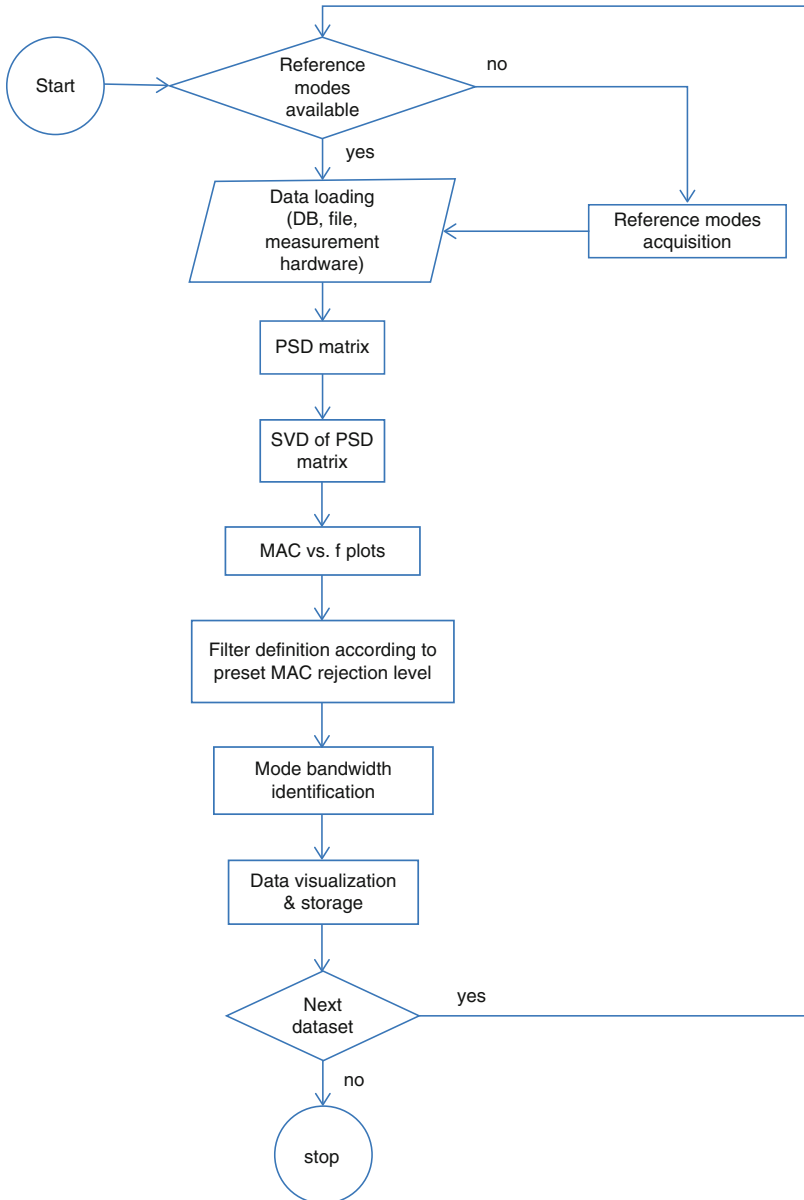 Start
Reference
modes
available
no
yes
Data loading
(DB, file,
measurement
hardware)
Reference modes
acquisition
PSD matrix
SVD of PSD
matrix
MAC vs. f plots
Filter definition according to
preset MAC rejection level
Mode bandwidth
identification
Data visualization
& storage
Next
dataset
yes
no
stop